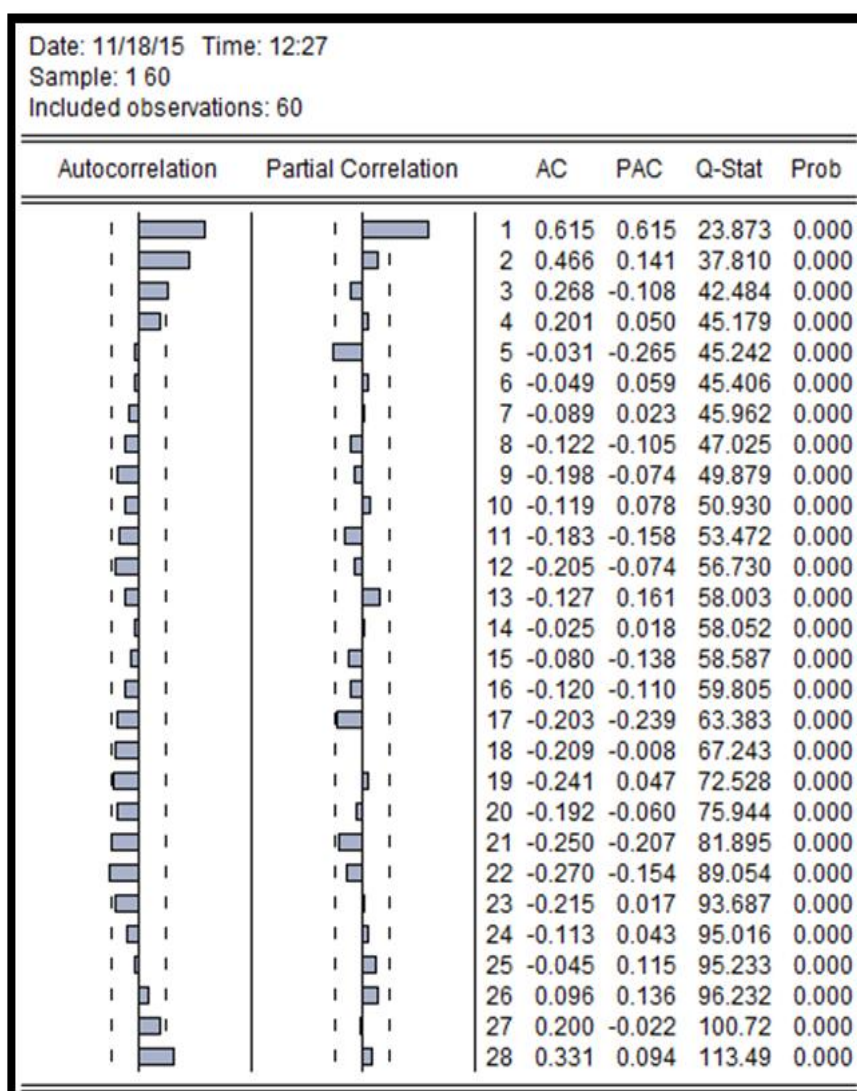 Date: 11/18/15 Time: 12:27
Sample: 1 60
Included observations: 60
Autocorrelation Partial Correlation AC PAC Q-Stat Prob
1 0.615 0.615 23.873 0.000
2 0.466 0.141 37.810 0.000
3 0.268 -0.108 42.484 0.000
4 0.201 0.050 45.179 0.000
5 -0.031 -0.265 45.242 0.000
6 -0.049 0.059 45.406 0.000
7 -0.089 0.023 45.962 0.000
8 -0.122 -0.105 47.025 0.000
9 -0.198 -0.074 49.879 0.000
10 -0.119 0.078 50.930 0.000
11 -0.183 -0.158 53.472 0.000
12 -0.205 -0.074 56.730 0.000
13 -0.127 0.161 58.003 0.000
14 -0.025 0.018 58.052 0.000
15 -0.080 -0.138 58.587 0.000
16 -0.120 -0.110 59.805 0.000
17 -0.203 -0.239 63.383 0.000
18 -0.209 -0.008 67.243 0.000
19 -0.241 0.047 72.528 0.000
20 -0.192 -0.060 75.944 0.000
21 -0.250 -0.207 81.895 0.000
22 -0.270 -0.154 89.054 0.000
23 -0.215 0.017 93.687 0.000
24 -0.113 0.043 95.016 0.000
25 -0.045 0.115 95.233 0.000
26 0.096 0.136 96.232 0.000
27 0.200 -0.022 100.72 0.000
28 0.331 0.094 113.49 0.000